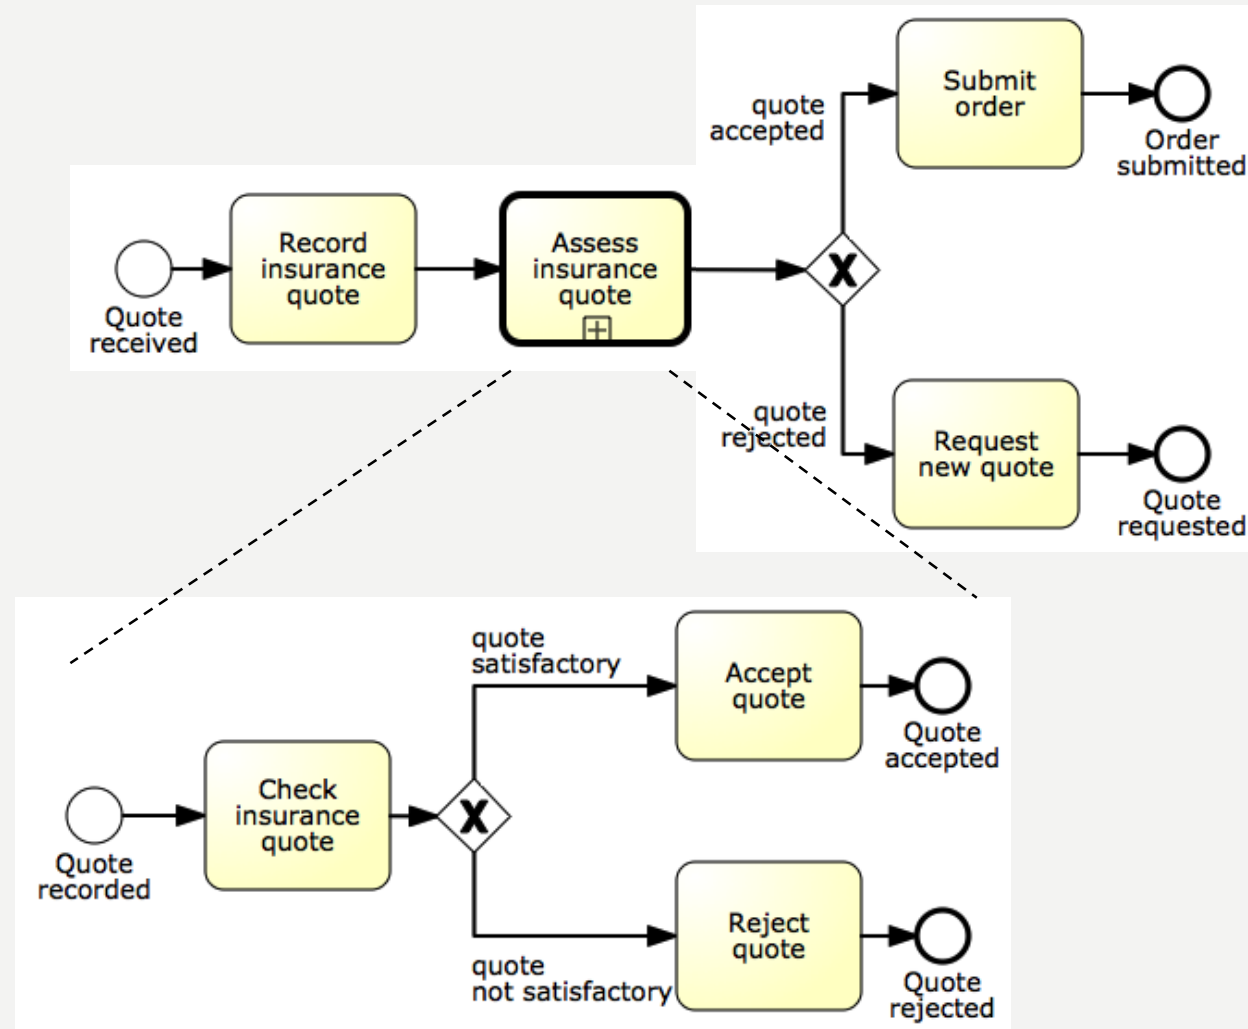 Submit
order
quote
accepted
Order
submitted
Record
insurance
quote
Assess
insurance
quote
X
Quote
received
quote
rejected
Request
new quote
Quote
requested
quote
satisfactory
Accept
quote
Quote
accepted
Check
insurance
quote
X
Quote
recorded
Reject
quote
quote
not satisfactory
Quote
rejected